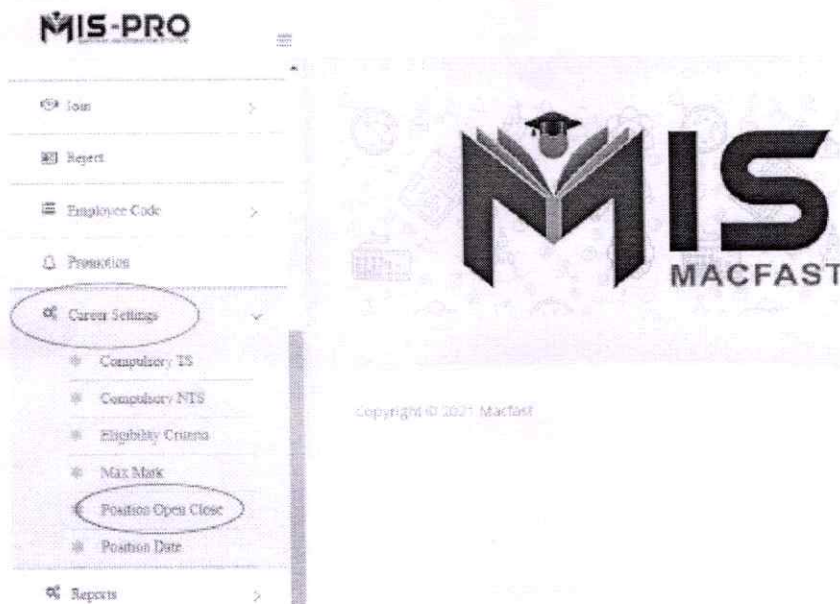 MIS-PRO
Join
Reject
Employee Code
Promotion
Career Settings
Compulsory TS
Compulsory NTS
Eligibility Criteria
Max Mark
Position Open Close
Position Date
Reports
MIS
MACFAST
Copyright © 2021 Macfast